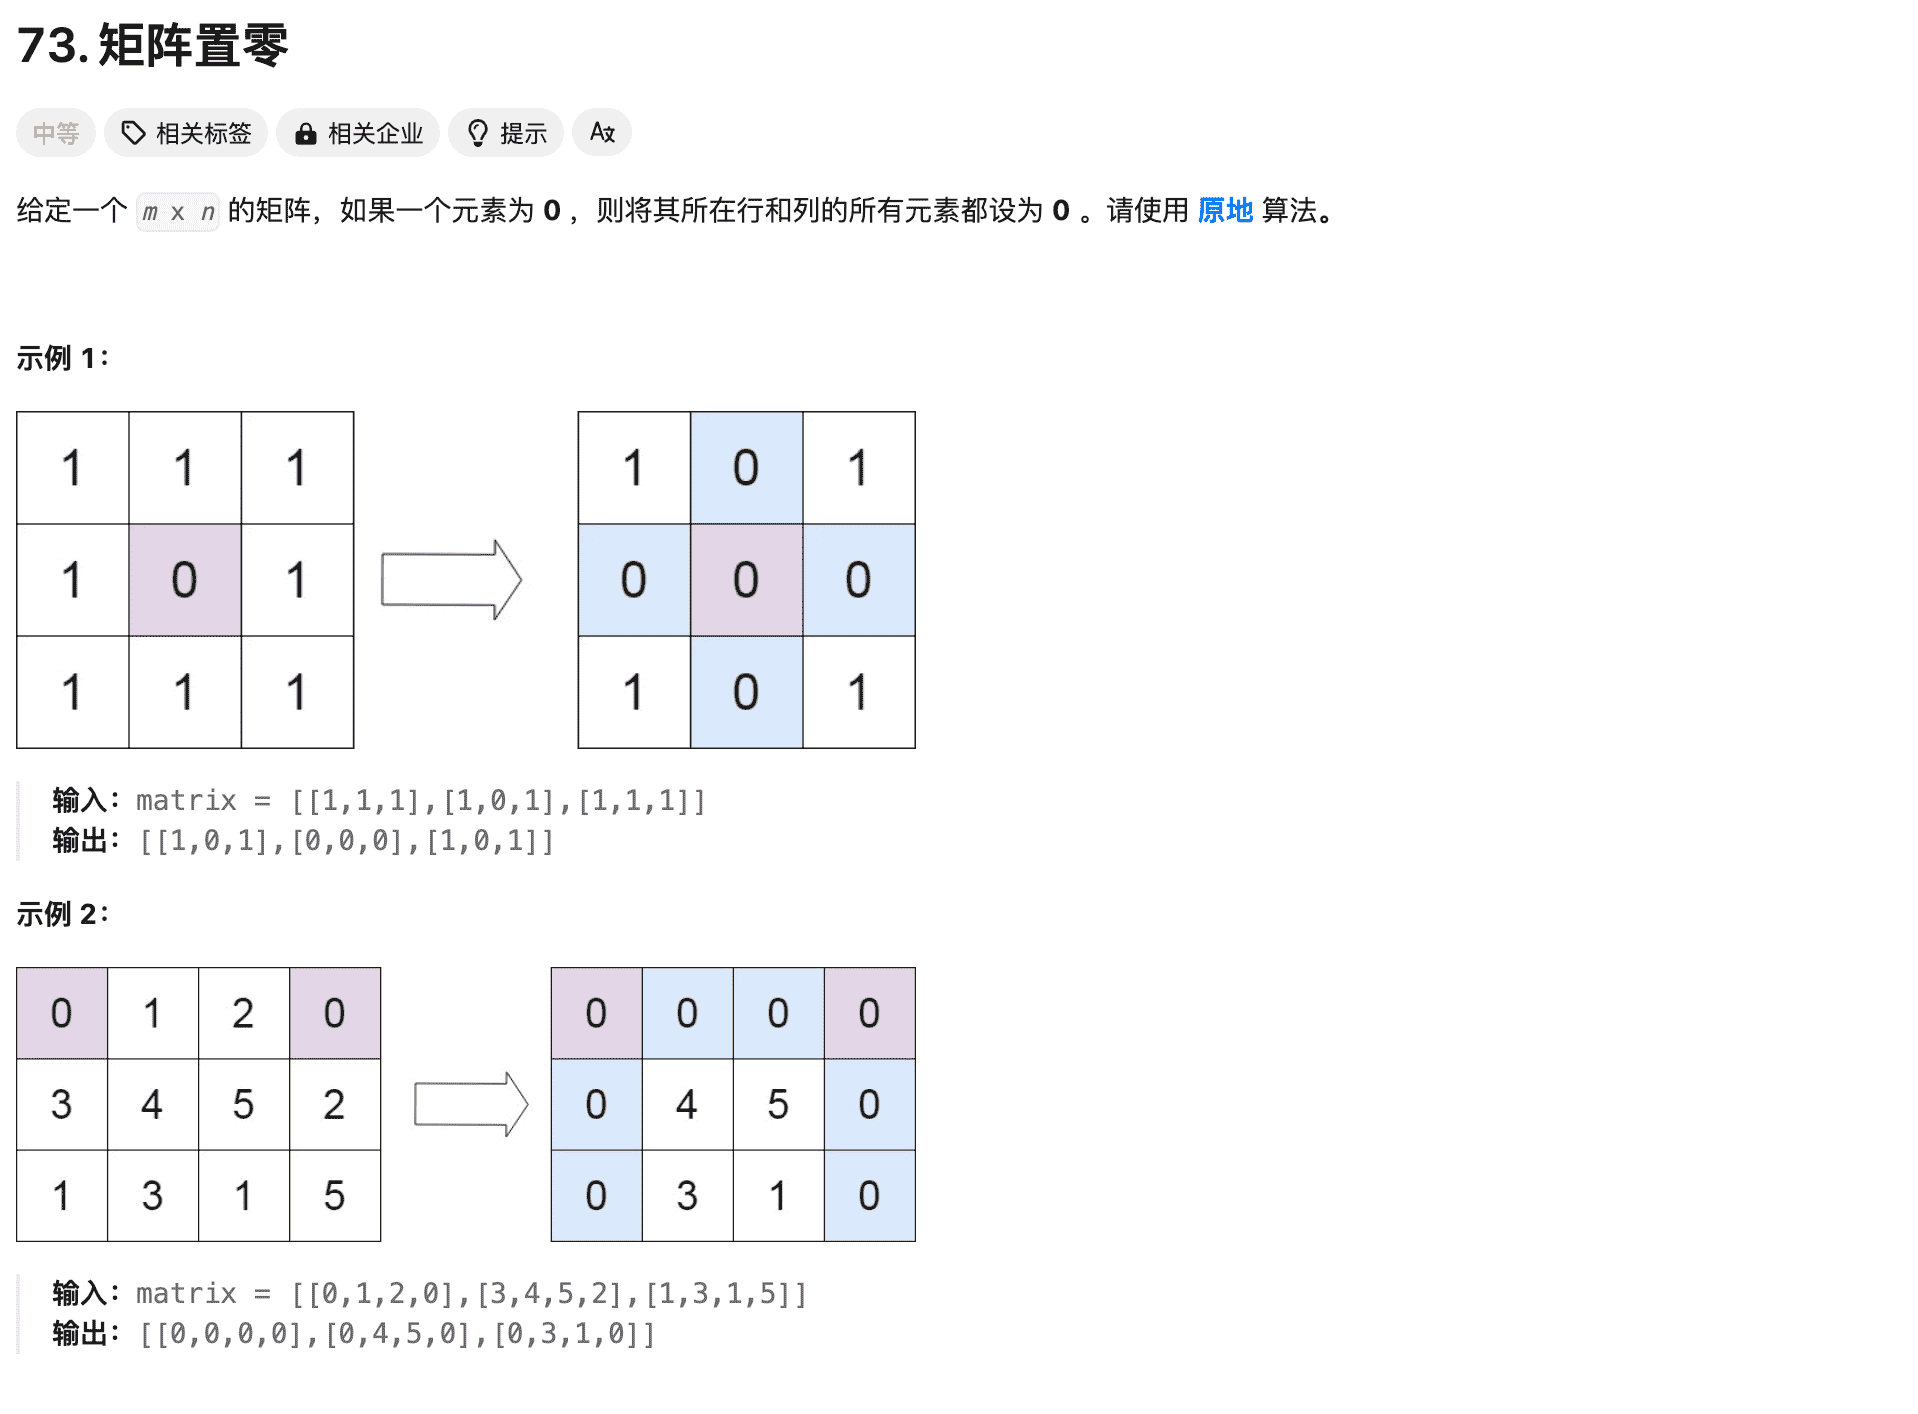 73. 矩阵置零
中等 相关标签 相关企业 提示
给定一个 m x n 的矩阵，如果一个元素为 0 ，则将其所在行和列的所有元素都设为 0 。请使用 原地 算法。
示例 1：
1 1 1 1 0 1
1 0 1 0 0 0
1 1 1 1 0 1
输入：matrix = [[1,1,1],[1,0,1],[1,1,1]]
输出：[[1,0,1],[0,0,0],[1,0,1]]
示例 2：
0 1 2 0 0 0 0 0
3 4 5 2 0 4 5 0
1 3 1 5 0 3 1 0
输入：matrix = [[0,1,2,0],[3,4,5,2],[1,3,1,5]]
输出：[[0,0,0,0],[0,4,5,0],[0,3,1,0]]